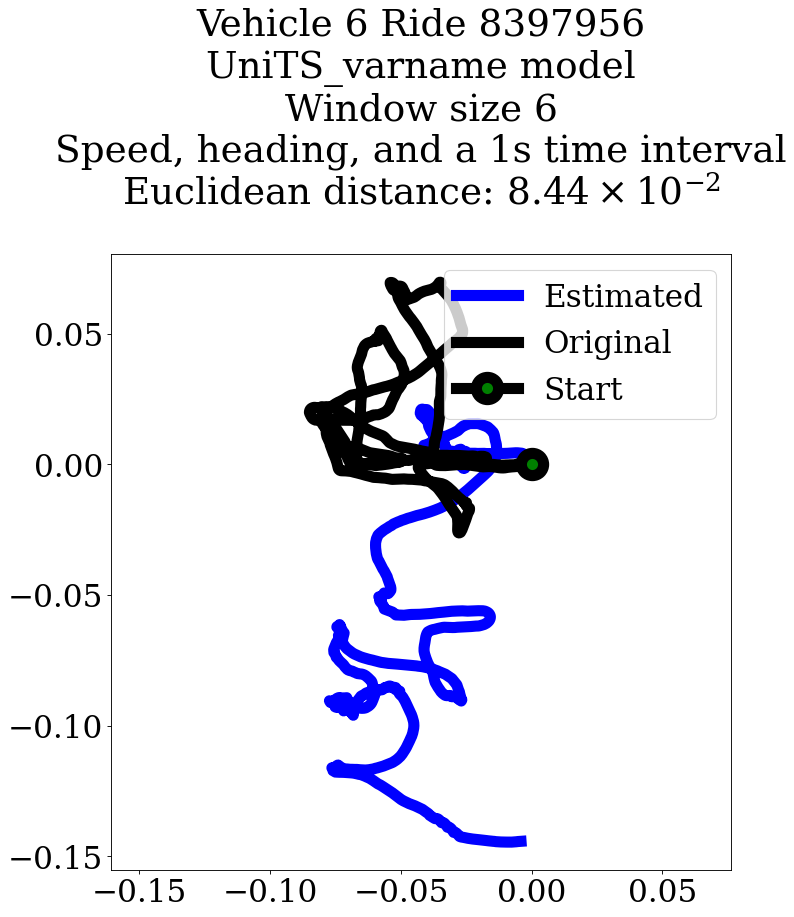 Vehicle 6 Ride 8397956
UniTS_varname model
Window size 6
Speed, heading, and a 1s time interval
Euclidean distance: 8.44 × 10⁻²
Estimated
Original
Start
0.05
0.00
−0.05
−0.10
−0.15
−0.15 −0.10 −0.05 0.00 0.05